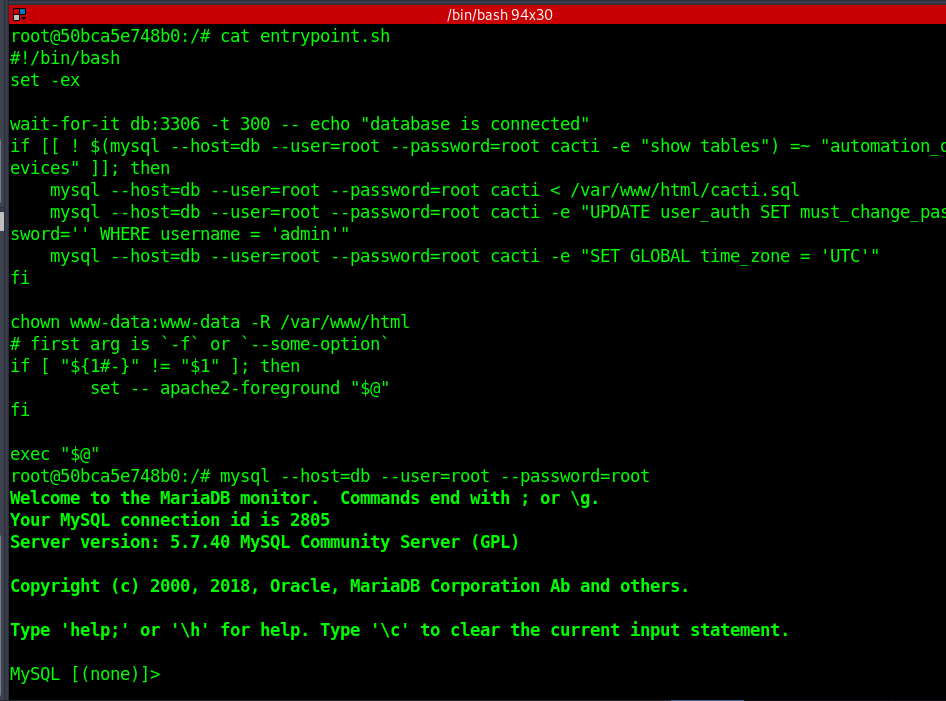 /bin/bash 94x30
root@50bca5e748b0:/# cat entrypoint.sh
#!/bin/bash
set -ex
wait-for-it db:3306 -t 300 -- echo "database is connected"
if [[ ! $(mysql --host=db --user=root --password=root cacti -e "show tables") =~ "automation_d
evices" ]]; then
    mysql --host=db --user=root --password=root cacti < /var/www/html/cacti.sql
    mysql --host=db --user=root --password=root cacti -e "UPDATE user_auth SET must_change_pas
sword='' WHERE username = 'admin'"
    mysql --host=db --user=root --password=root cacti -e "SET GLOBAL time_zone = 'UTC'"
fi
chown www-data:www-data -R /var/www/html
# first arg is `-f` or `--some-option`
if [ "${1#-}" != "$1" ]; then
        set -- apache2-foreground "$@"
fi
exec "$@"
root@50bca5e748b0:/# mysql --host=db --user=root --password=root
Welcome to the MariaDB monitor.  Commands end with ; or \g.
Your MySQL connection id is 2805
Server version: 5.7.40 MySQL Community Server (GPL)
Copyright (c) 2000, 2018, Oracle, MariaDB Corporation Ab and others.
Type 'help;' or '\h' for help. Type '\c' to clear the current input statement.
MySQL [(none)]>